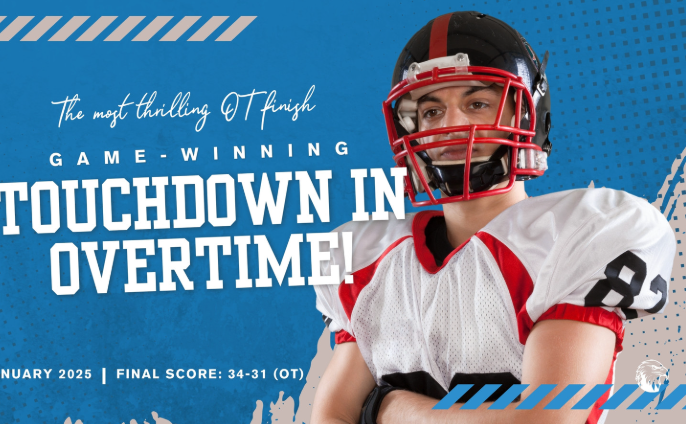 The most thrilling OT finish
GAME-WINNING
TOUCHDOWN IN
OVERTIME!
NUARY 2025 | FINAL SCORE: 34-31 (OT)